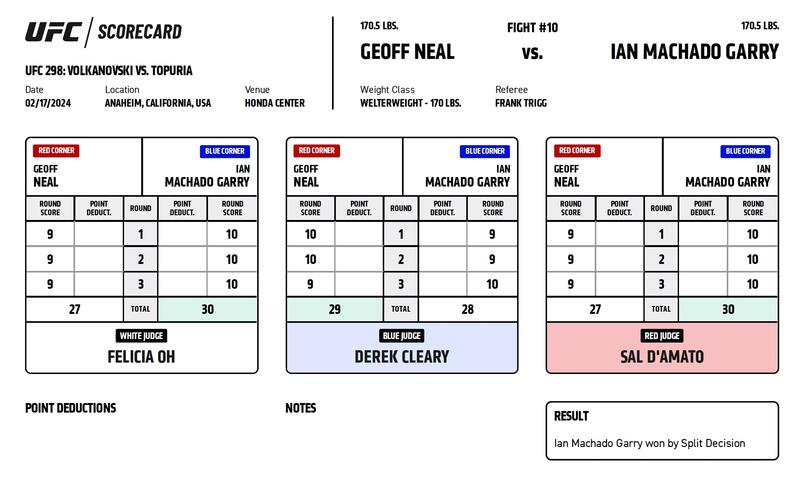 UFC / SCORECARD
UFC 298: VOLKANOVSKI VS. TOPURIA
Date Location Venue
02/17/2024 ANAHEIM, CALIFORNIA, USA HONDA CENTER
170.5 LBS. FIGHT #10 170.5 LBS.
GEOFF NEAL VS. IAN MACHADO GARRY
Weight Class Referee
WELTERWEIGHT - 170 LBS. FRANK TRIGG
RED CORNER BLUE CORNER
GEOFF IAN
NEAL MACHADO GARRY
ROUND POINT ROUND POINT ROUND
SCORE DEDUCT. DEDUCT. SCORE
9 1 10
9 2 10
9 3 10
27 TOTAL 30
WHITE JUDGE
FELICIA OH
RED CORNER BLUE CORNER
GEOFF IAN
NEAL MACHADO GARRY
ROUND POINT ROUND POINT ROUND
SCORE DEDUCT. DEDUCT. SCORE
10 1 9
10 2 9
9 3 10
29 TOTAL 28
BLUE JUDGE
DEREK CLEARY
RED CORNER BLUE CORNER
GEOFF IAN
NEAL MACHADO GARRY
ROUND POINT ROUND POINT ROUND
SCORE DEDUCT. DEDUCT. SCORE
9 1 10
9 2 10
9 3 10
27 TOTAL 30
RED JUDGE
SAL D'AMATO
POINT DEDUCTIONS
NOTES
RESULT
Ian Machado Garry won by Split Decision